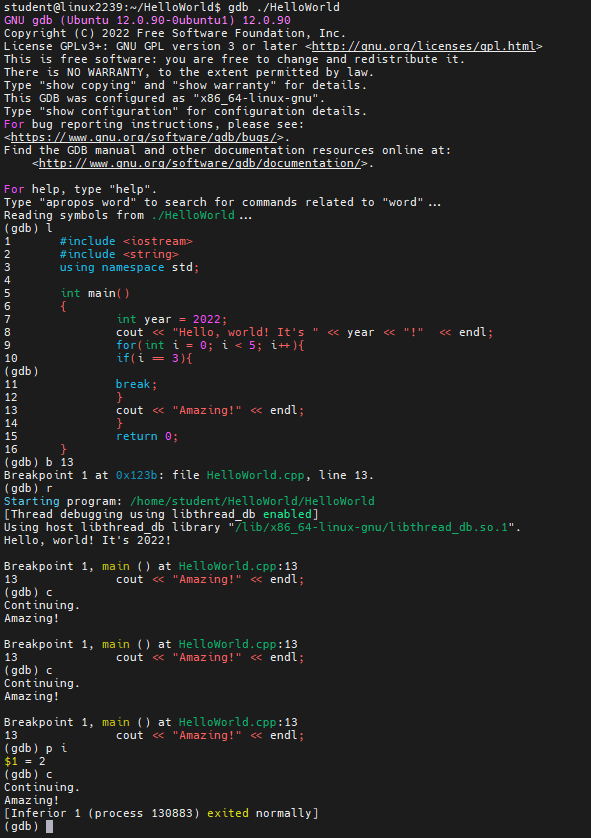 student@linux2239:~/HelloWorld$ gdb ./HelloWorld
GNU gdb (Ubuntu 12.0.90-0ubuntu1) 12.0.90
Copyright (C) 2022 Free Software Foundation, Inc.
License GPLv3+: GNU GPL version 3 or later <http://gnu.org/licenses/gpl.html>
This is free software: you are free to change and redistribute it.
There is NO WARRANTY, to the extent permitted by law.
Type "show copying" and "show warranty" for details.
This GDB was configured as "x86_64-linux-gnu".
Type "show configuration" for configuration details.
For bug reporting instructions, please see:
<https://www.gnu.org/software/gdb/bugs/>.
Find the GDB manual and other documentation resources online at:
    <http://www.gnu.org/software/gdb/documentation/>.

For help, type "help".
Type "apropos word" to search for commands related to "word"...
Reading symbols from ./HelloWorld...
(gdb) l
1       #include <iostream>
2       #include <string>
3       using namespace std;
4
5       int main()
6       {
7               int year = 2022;
8               cout << "Hello, world! It's " << year << "!"  << endl;
9               for(int i = 0; i < 5; i++){
10              if(i == 3){
(gdb)
11              break;
12              }
13              cout << "Amazing!" << endl;
14              }
15              return 0;
16      }
(gdb) b 13
Breakpoint 1 at 0x123b: file HelloWorld.cpp, line 13.
(gdb) r
Starting program: /home/student/HelloWorld/HelloWorld
[Thread debugging using libthread_db enabled]
Using host libthread_db library "/lib/x86_64-linux-gnu/libthread_db.so.1".
Hello, world! It's 2022!

Breakpoint 1, main () at HelloWorld.cpp:13
13              cout << "Amazing!" << endl;
(gdb) c
Continuing.
Amazing!

Breakpoint 1, main () at HelloWorld.cpp:13
13              cout << "Amazing!" << endl;
(gdb) c
Continuing.
Amazing!

Breakpoint 1, main () at HelloWorld.cpp:13
13              cout << "Amazing!" << endl;
(gdb) p i
$1 = 2
(gdb) c
Continuing.
Amazing!
[Inferior 1 (process 130883) exited normally]
(gdb)